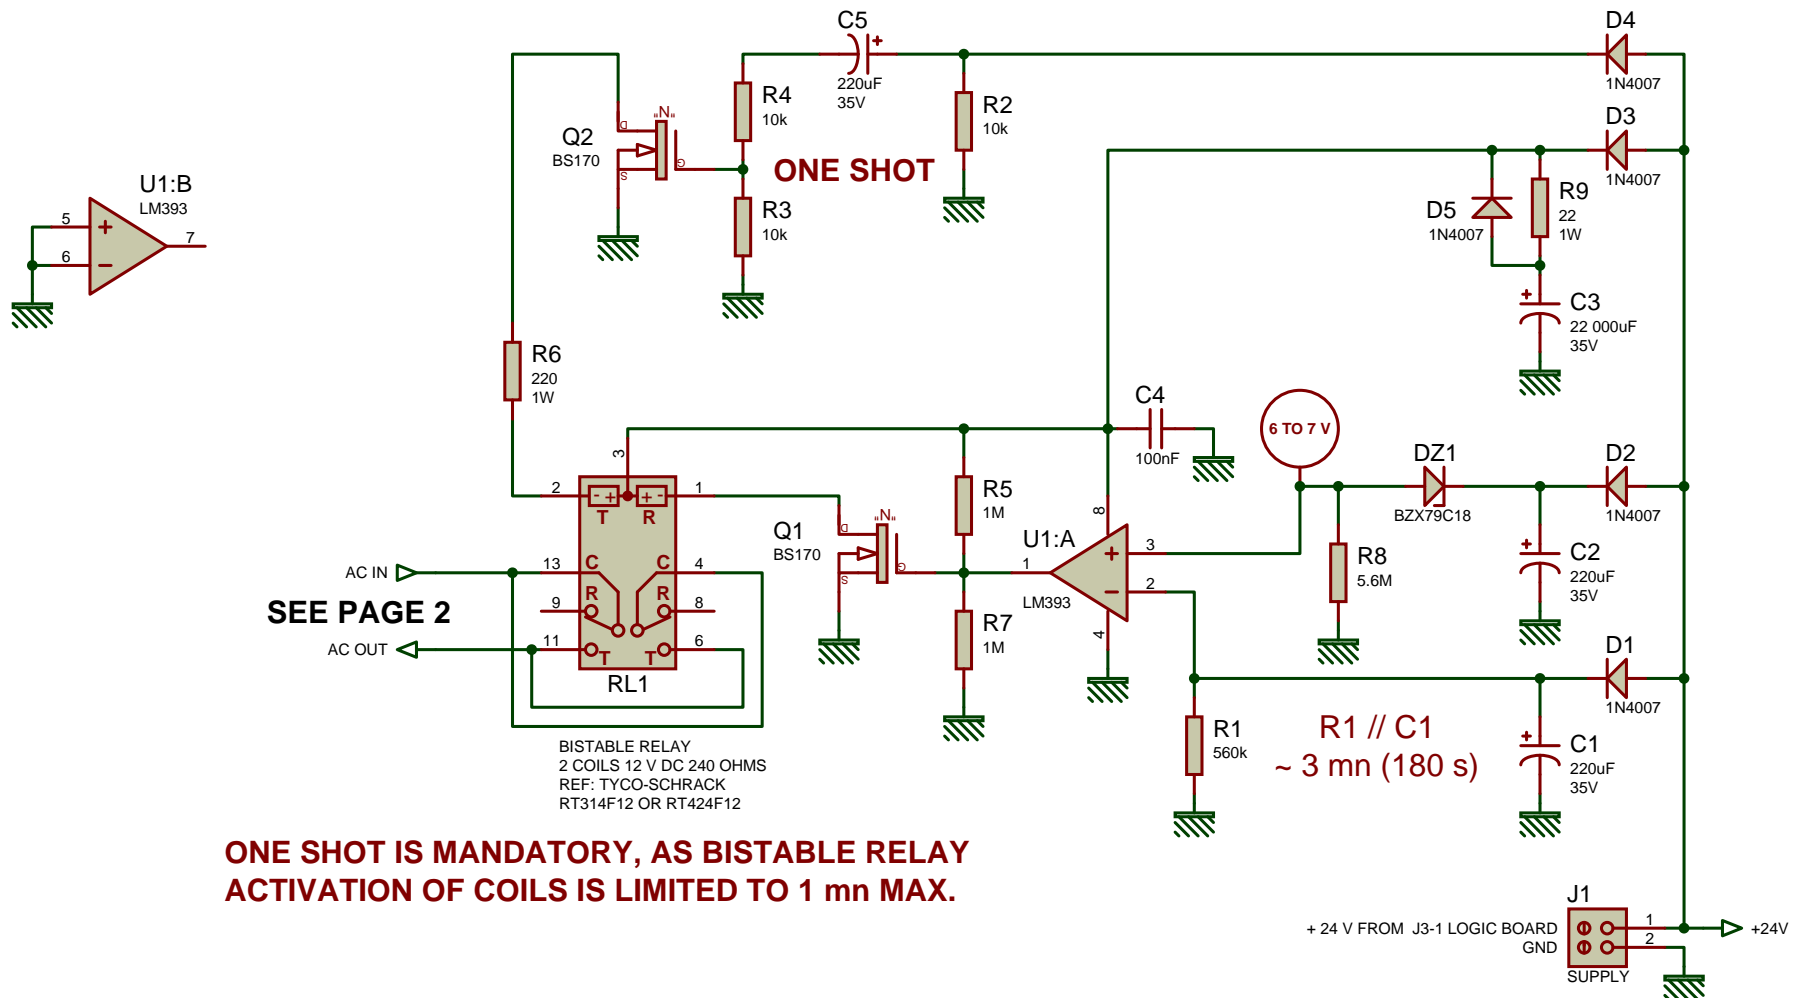 C5
220uF
35V
D4
1N4007
R4
10k
R2
10k
D3
1N4007
"N"
D
S
G
Q2
BS170
ONE SHOT
U1:B
LM393
5
6
7
+
−
R3
10k
D5
1N4007
R9
22
1W
C3
22 000uF
35V
R6
220
1W
C4
100nF
6 TO 7 V
DZ1
BZX79C18
D2
1N4007
3
2
1
- +
+ -
T
R
R5
1M
"N"
D
S
G
Q1
BS170
U1:A
LM393
8
3
2
1
4
+
−
R8
5.6M
C2
220uF
35V
AC IN
13
C
C
4
SEE PAGE 2
9
R
R
8
AC OUT
11
T
T
6
RL1
R7
1M
D1
1N4007
R1
560k
R1 // C1
~ 3 mn (180 s)
C1
220uF
35V
BISTABLE RELAY
2 COILS 12 V DC 240 OHMS
REF: TYCO-SCHRACK
RT314F12 OR RT424F12
ONE SHOT IS MANDATORY, AS BISTABLE RELAY
ACTIVATION OF COILS IS LIMITED TO 1 mn MAX.
J1
+ 24 V FROM J3-1 LOGIC BOARD
1
+24V
GND
2
SUPPLY